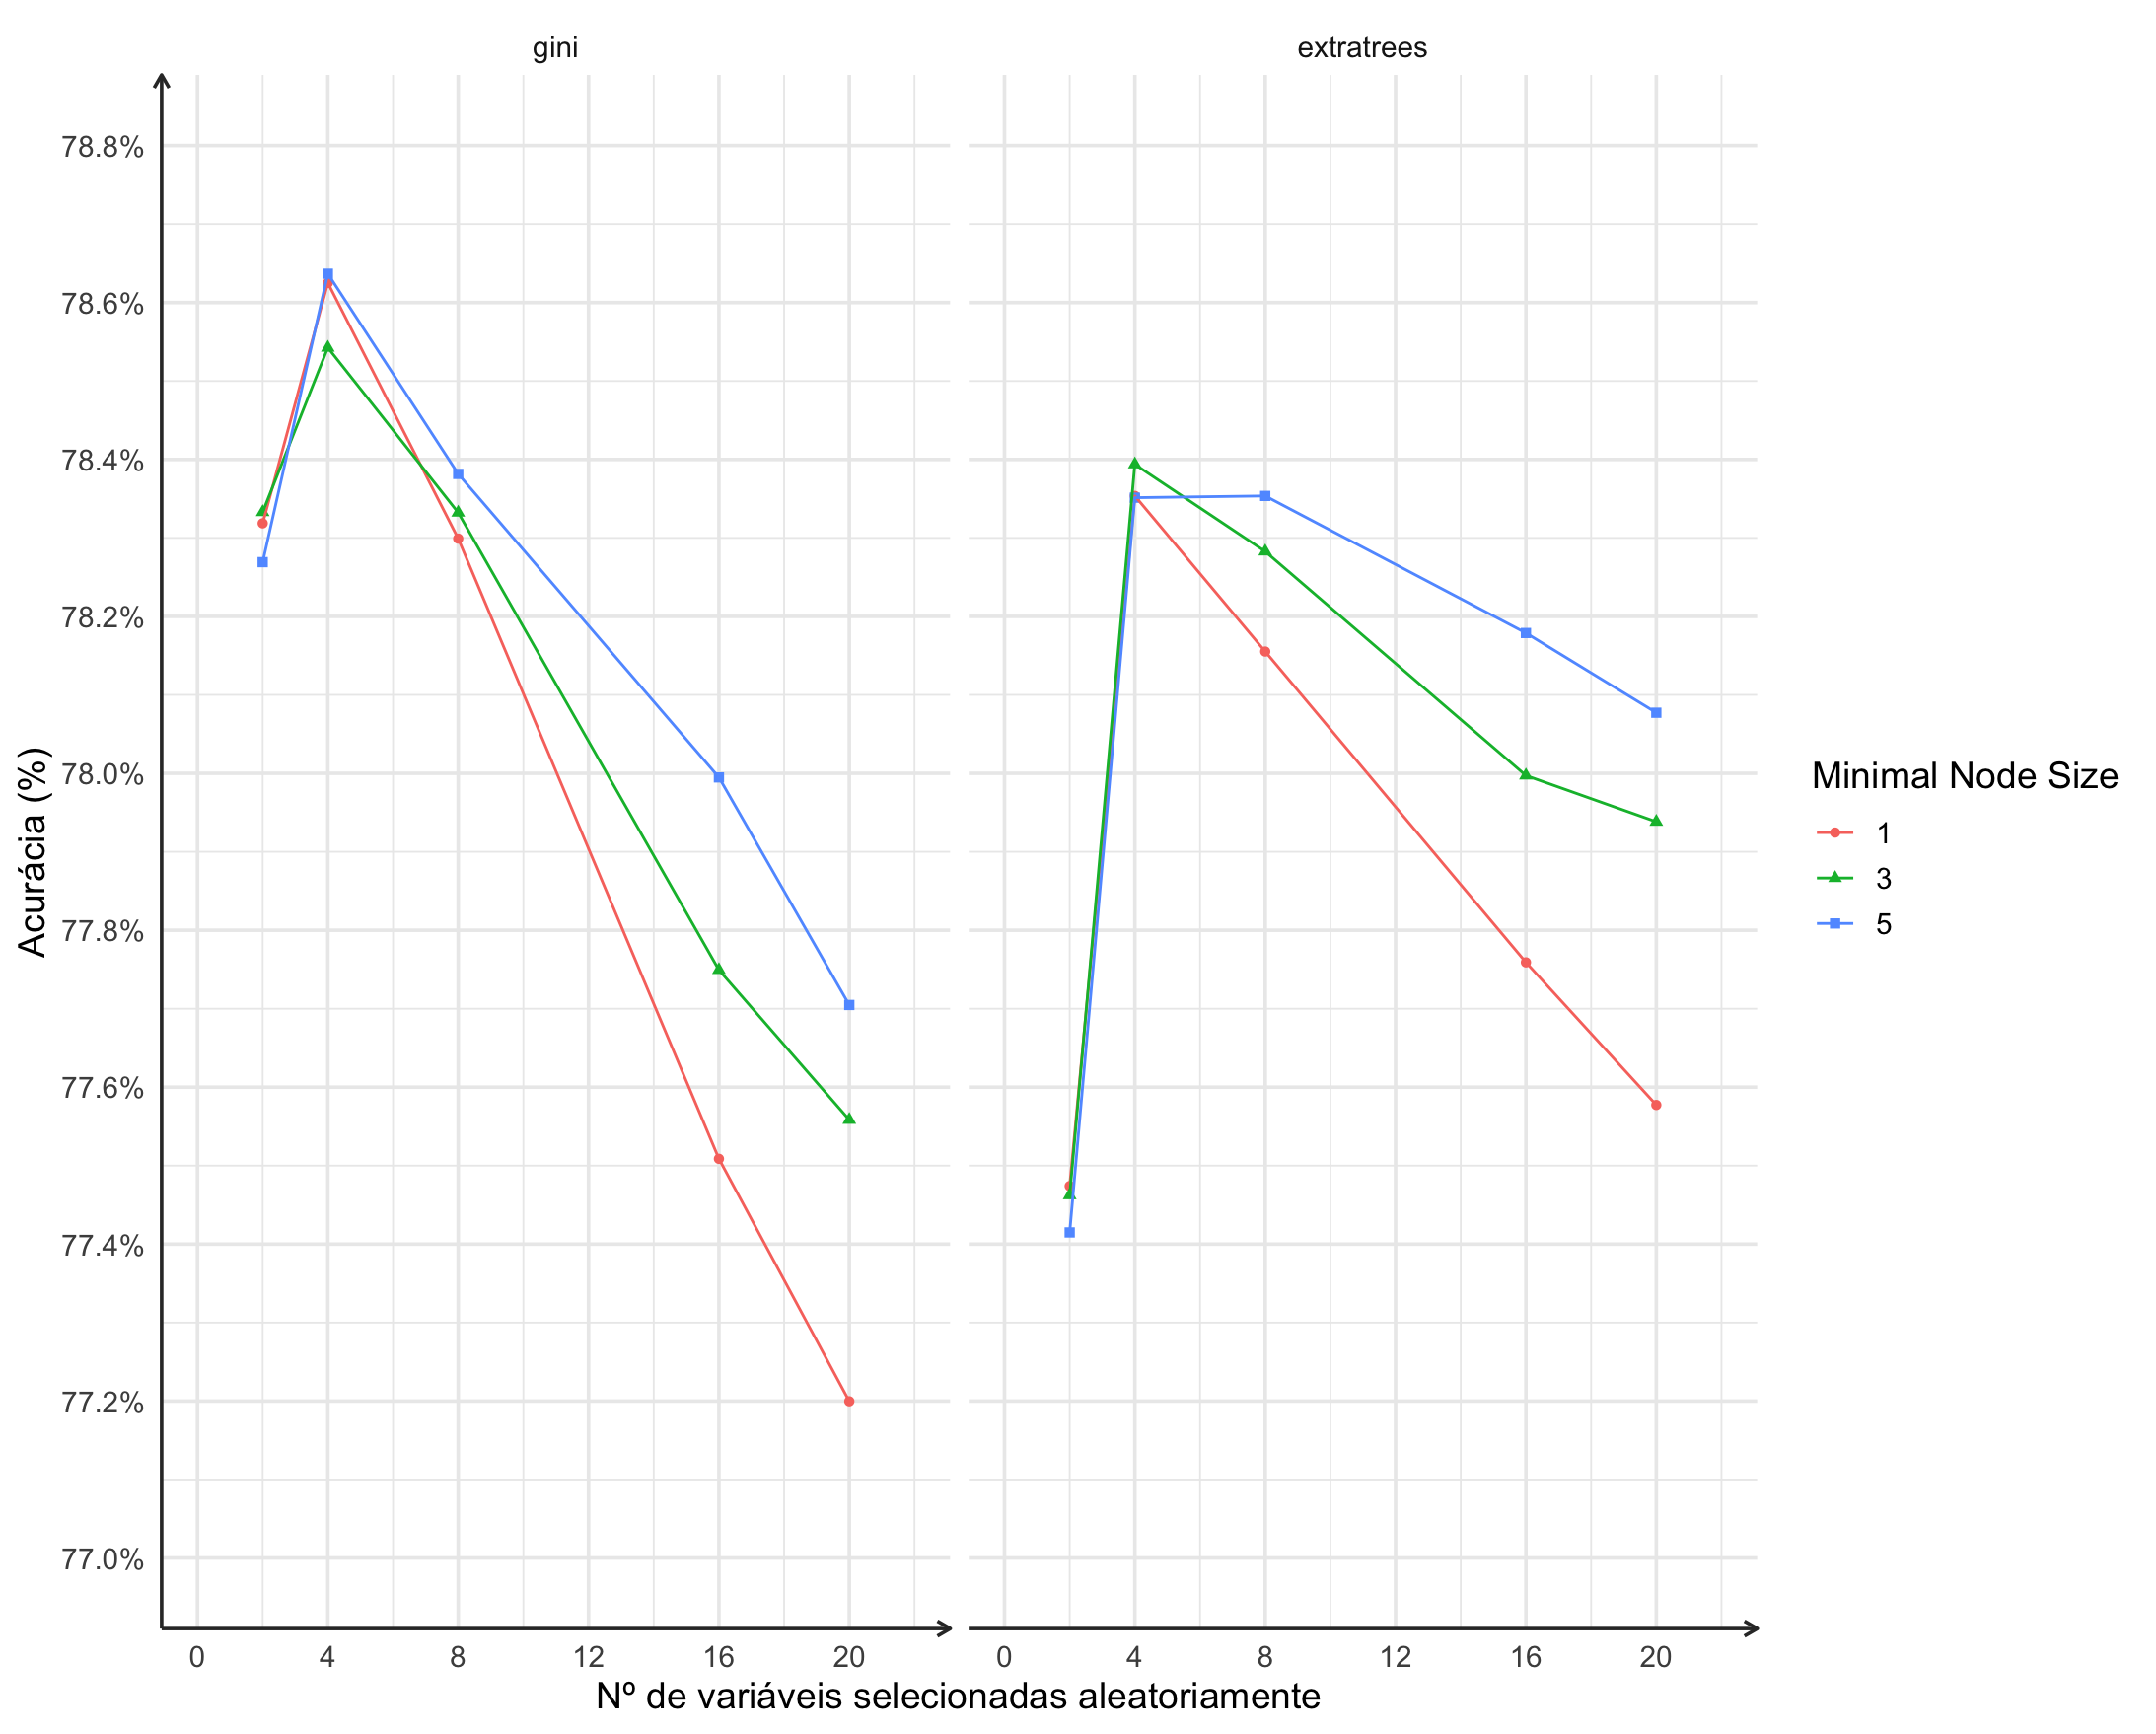 gini
extratrees
78.8%
78.6%
78.4%
78.2%
78.0%
77.8%
77.6%
77.4%
77.2%
77.0%
Acurácia (%)
0 4 8 12 16 20
0 4 8 12 16 20
Nº de variáveis selecionadas aleatoriamente
Minimal Node Size
1
3
5